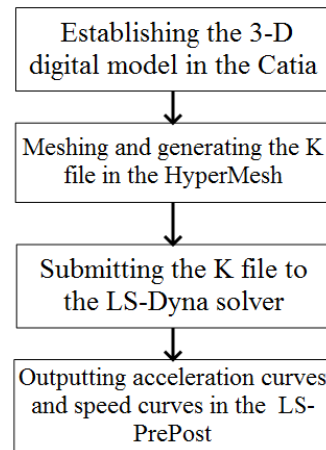 Establishing the 3-D
digital model in the Catia
Meshing and generating the K
file in the HyperMesh
Submitting the K file to
the LS-Dyna solver
Outputting acceleration curves
and speed curves in the LS-
PrePost